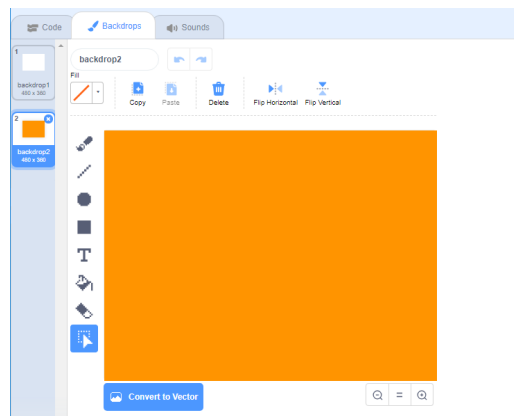 Code
Backdrops
Sounds
1
backdrop1
480 x 360
2
backdrop2
480 x 360
backdrop2
Fill
Copy
Paste
Delete
Flip Horizontal
Flip Vertical
T
Convert to Vector
=